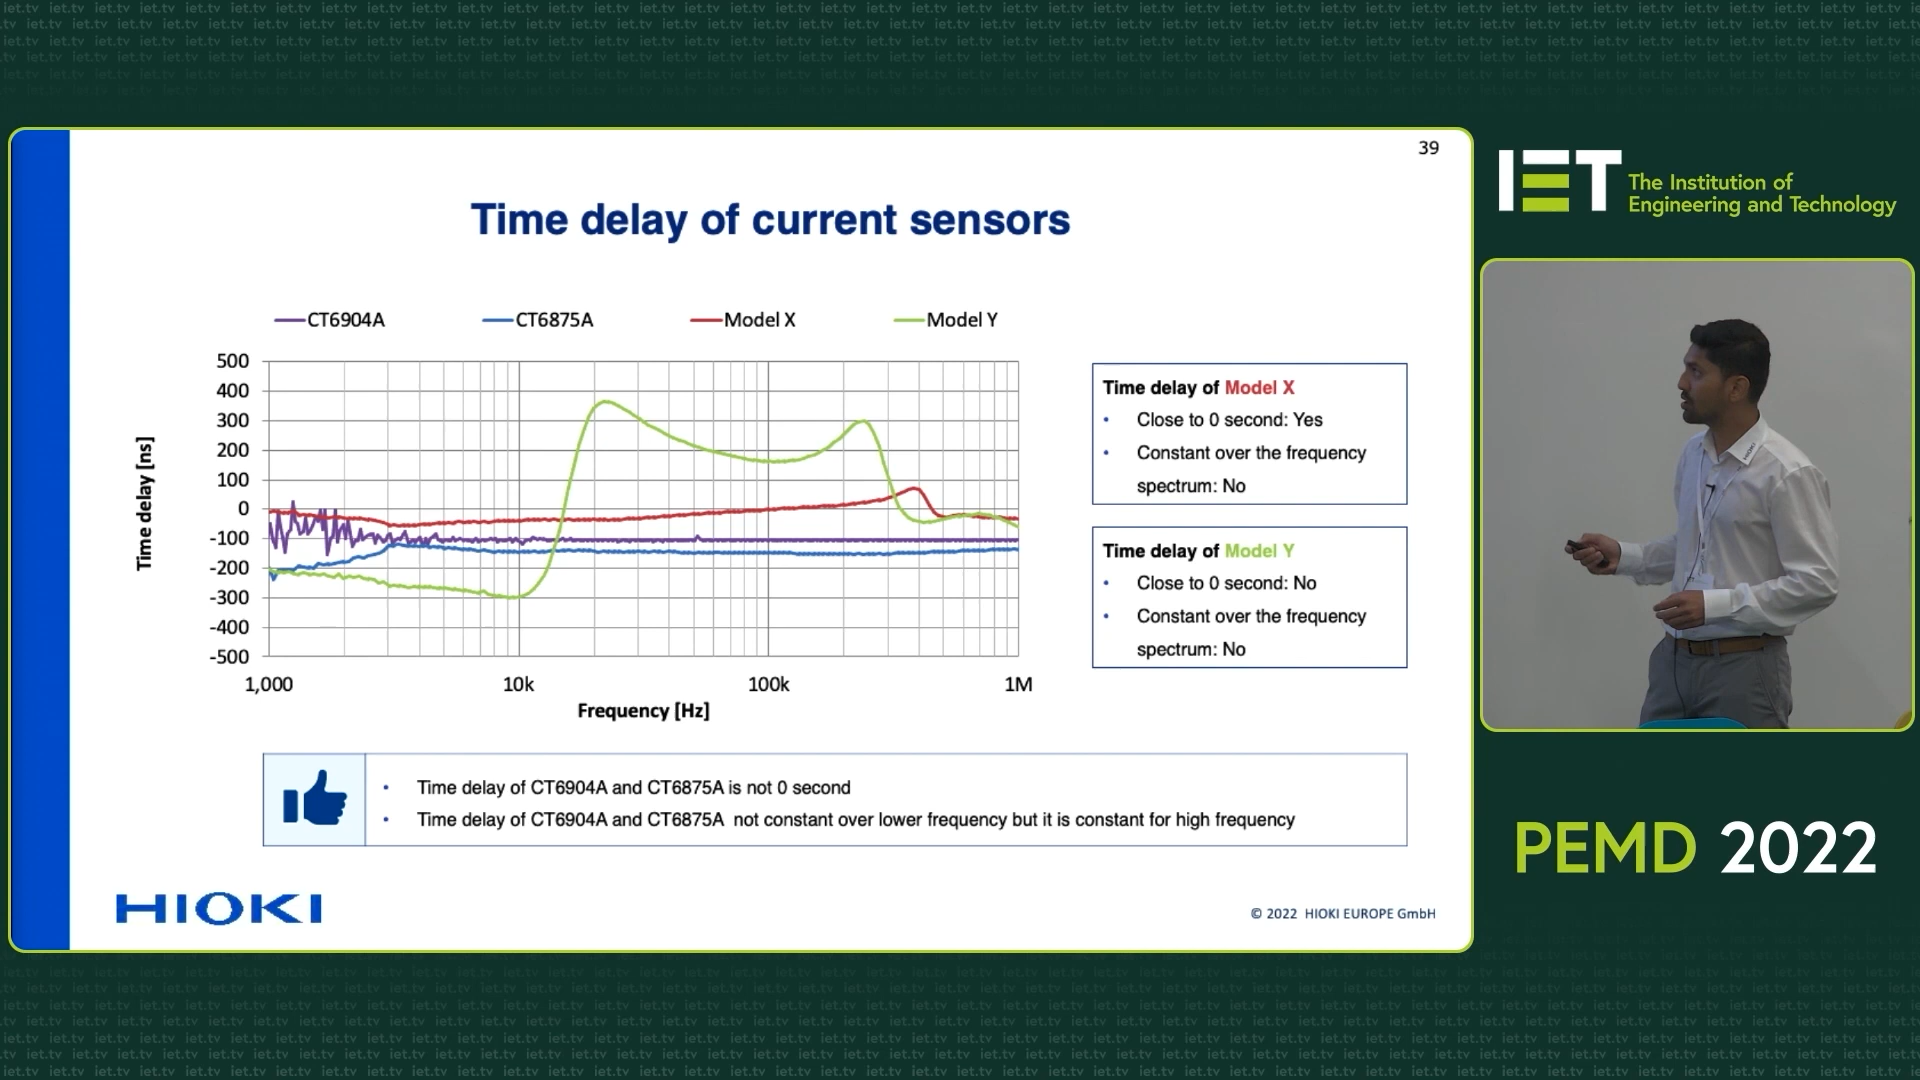 39
Time delay of current sensors
CT6904A
CT6875A
Model X
Model Y
Time delay [ns]
500
400
300
200
100
0
-100
-200
-300
-400
-500
1,000
10k
100k
1M
Frequency [Hz]
Time delay of Model X
• Close to 0 second: Yes
• Constant over the frequency
spectrum: No
Time delay of Model Y
• Close to 0 second: No
• Constant over the frequency
spectrum: No
• Time delay of CT6904A and CT6875A is not 0 second
• Time delay of CT6904A and CT6875A not constant over lower frequency but it is constant for high frequency
HIOKI
© 2022 HIOKI EUROPE GmbH
IET
The Institution of
Engineering and Technology
HIOKI
PEMD 2022
iet.tv